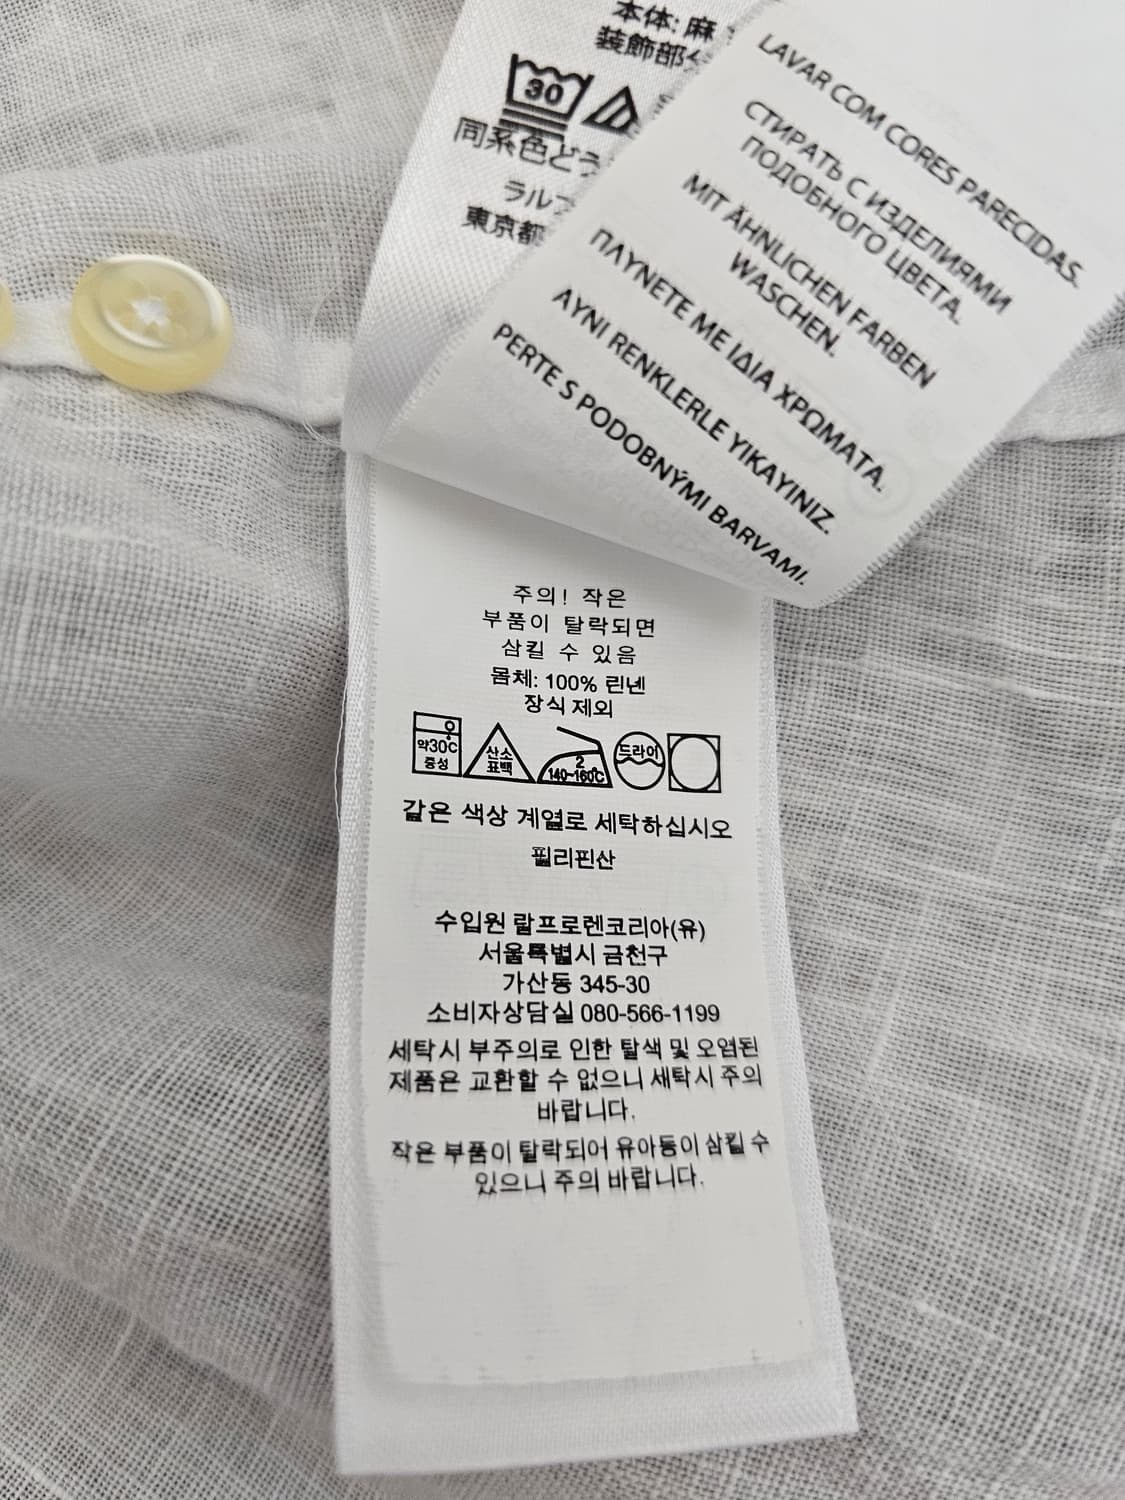 本体: 麻
装飾部分
30
同系色どう
ラルフ
東京都
LAVAR COM CORES PARECIDAS.
СТИРАТЬ С ИЗДЕЛИЯМИ
ПОДОБНОГО ЦВЕТА.
MIT ÄHNLICHEN FARBEN
WASCHEN.
ΠΛΥΝΕΤΕ ΜΕ ΙΔΙΑ ΧΡΩΜΑΤΑ.
AYNI RENKLERLE YIKAYINIZ.
PERTE S PODOBNÝMI BARVAMI.
주의! 작은
부품이 탈락되면
삼킬 수 있음
몸체: 100% 린넨
장식 제외
약30℃
중성
산소
표백
2
140~160℃
드라이
같은 색상 계열로 세탁하십시오
필리핀산
수입원 랄프로렌코리아(유)
서울특별시 금천구
가산동 345-30
소비자상담실 080-566-1199
세탁시 부주의로 인한 탈색 및 오염된
제품은 교환할 수 없으니 세탁시 주의
바랍니다.
작은 부품이 탈락되어 유아등이 삼킬 수
있으니 주의 바랍니다.